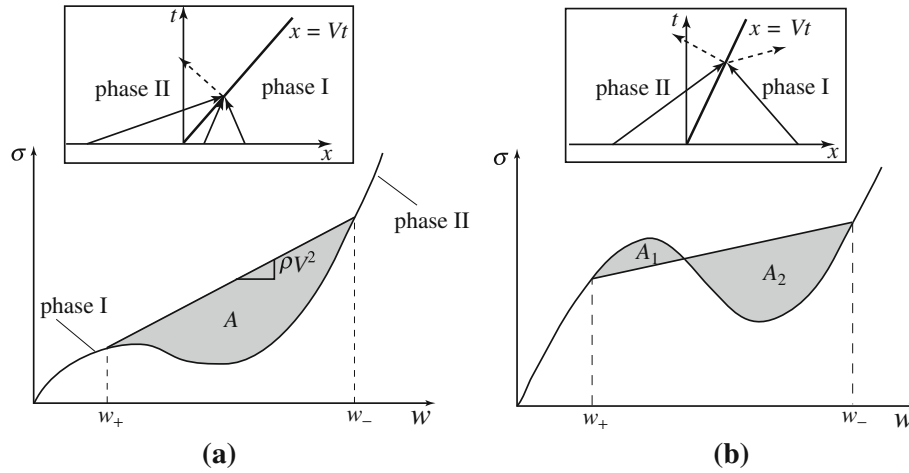 t
x = Vt
phase II
phase I
x
σ
phase II
ρV²
phase I
A
w₊
w₋
w
(a)
t
x = Vt
phase II
phase I
x
σ
A₁
A₂
w₊
w₋
w
(b)